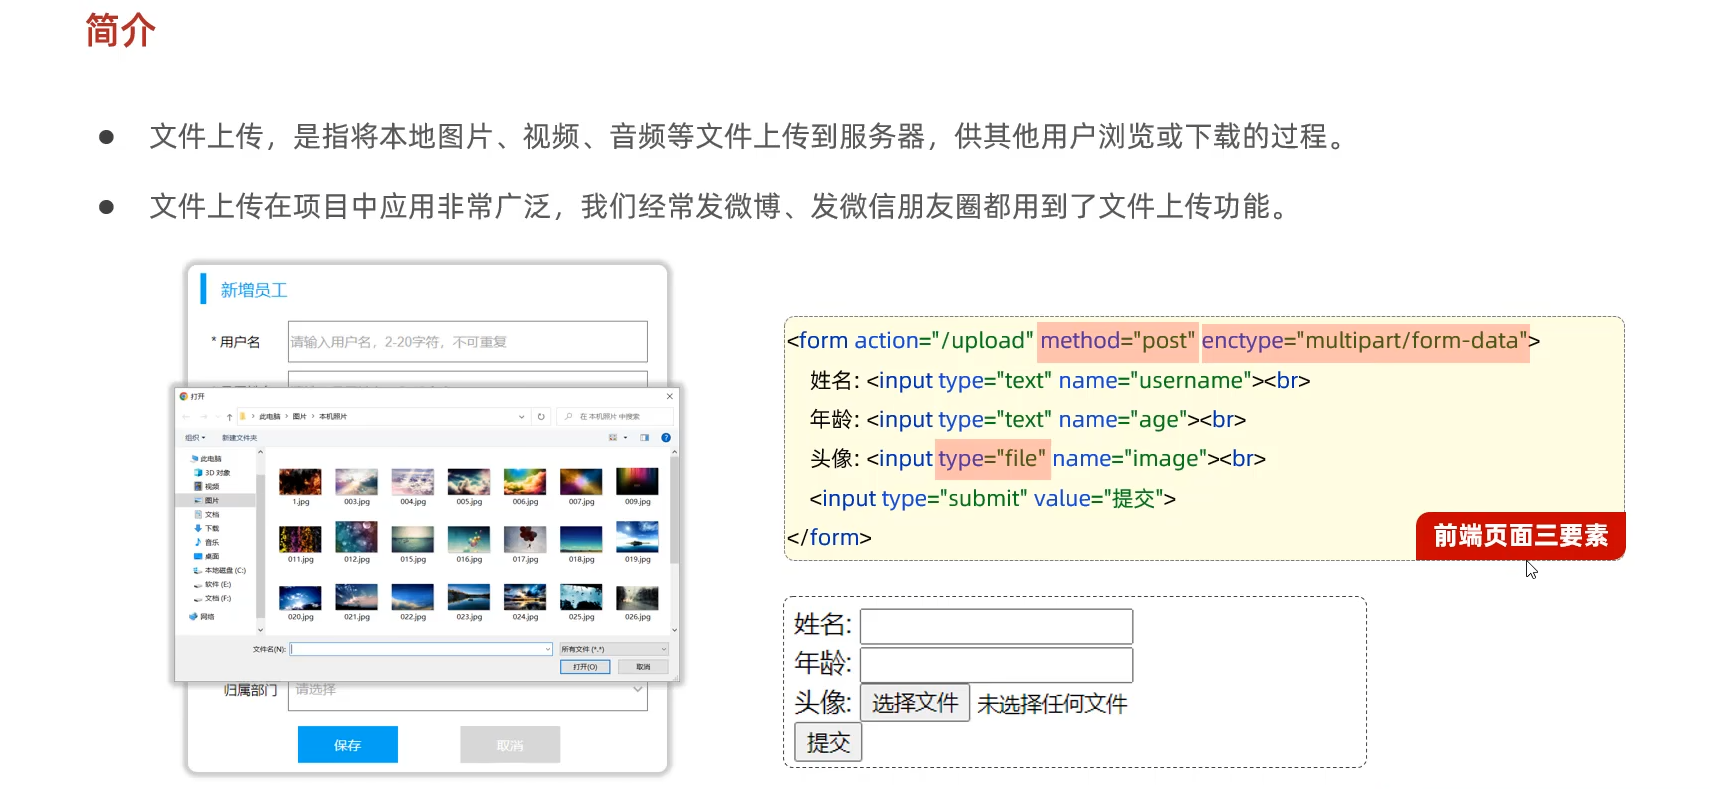 简介
文件上传，是指将本地图片、视频、音频等文件上传到服务器，供其他用户浏览或下载的过程。
文件上传在项目中应用非常广泛，我们经常发微博、发微信朋友圈都用到了文件上传功能。
新增员工
* 用户名
请输入用户名，2-20字符，不可重复
打开
此电脑 > 图片 > 本机照片
在 本机照片 中搜索
组织
新建文件夹
此电脑
3D 对象
视频
图片
文档
下载
音乐
桌面
本地磁盘 (C:)
软件 (E:)
文档 (F:)
网络
1.jpg 003.jpg 004.jpg 005.jpg 006.jpg 007.jpg 009.jpg
011.jpg 012.jpg 015.jpg 016.jpg 017.jpg 018.jpg 019.jpg
020.jpg 021.jpg 022.jpg 023.jpg 024.jpg 025.jpg 026.jpg
文件名(N):
所有文件 (*.*)
打开(O)
取消
归属部门
请选择
保存
取消
<form action="/upload" method="post" enctype="multipart/form-data">
姓名: <input type="text" name="username"><br>
年龄: <input type="text" name="age"><br>
头像: <input type="file" name="image"><br>
<input type="submit" value="提交">
</form>
前端页面三要素
姓名:
年龄:
头像: 选择文件 未选择任何文件
提交